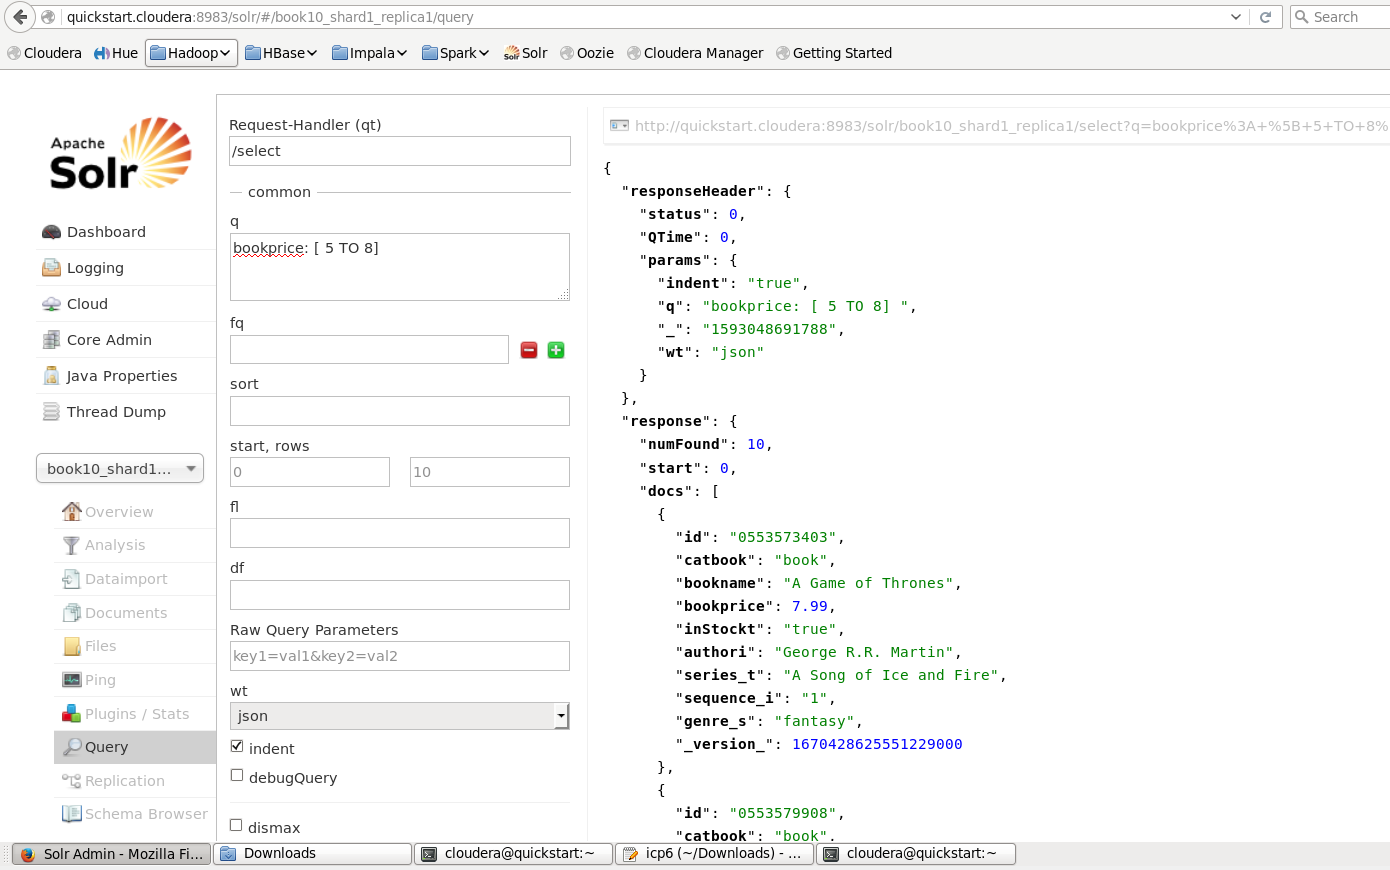 quickstart.cloudera:8983/solr/#/book10_shard1_replica1/query
Search
Cloudera
Hue
Hadoop
HBase
Impala
Spark
Solr
Oozie
Cloudera Manager
Getting Started
Apache
Solr
Dashboard
Logging
Cloud
Core Admin
Java Properties
Thread Dump
book10_shard1...
Overview
Analysis
Dataimport
Documents
Files
Ping
Plugins / Stats
Query
Replication
Schema Browser
Request-Handler (qt)
/select
common
q
bookprice: [ 5 TO 8]
fq
sort
start, rows
0
10
fl
df
Raw Query Parameters
key1=val1&key2=val2
wt
json
indent
debugQuery
dismax
http://quickstart.cloudera:8983/solr/book10_shard1_replica1/select?q=bookprice%3A+%5B+5+TO+8%
{
"responseHeader": {
"status": 0,
"QTime": 0,
"params": {
"indent": "true",
"q": "bookprice: [ 5 TO 8] ",
"_": "1593048691788",
"wt": "json"
}
},
"response": {
"numFound": 10,
"start": 0,
"docs": [
{
"id": "0553573403",
"catbook": "book",
"bookname": "A Game of Thrones",
"bookprice": 7.99,
"inStockt": "true",
"authori": "George R.R. Martin",
"series_t": "A Song of Ice and Fire",
"sequence_i": "1",
"genre_s": "fantasy",
"_version_": 1670428625551229000
},
{
"id": "0553579908",
"catbook": "book",
Solr Admin - Mozilla Fi...
Downloads
cloudera@quickstart:~
icp6 (~/Downloads) - ...
cloudera@quickstart:~